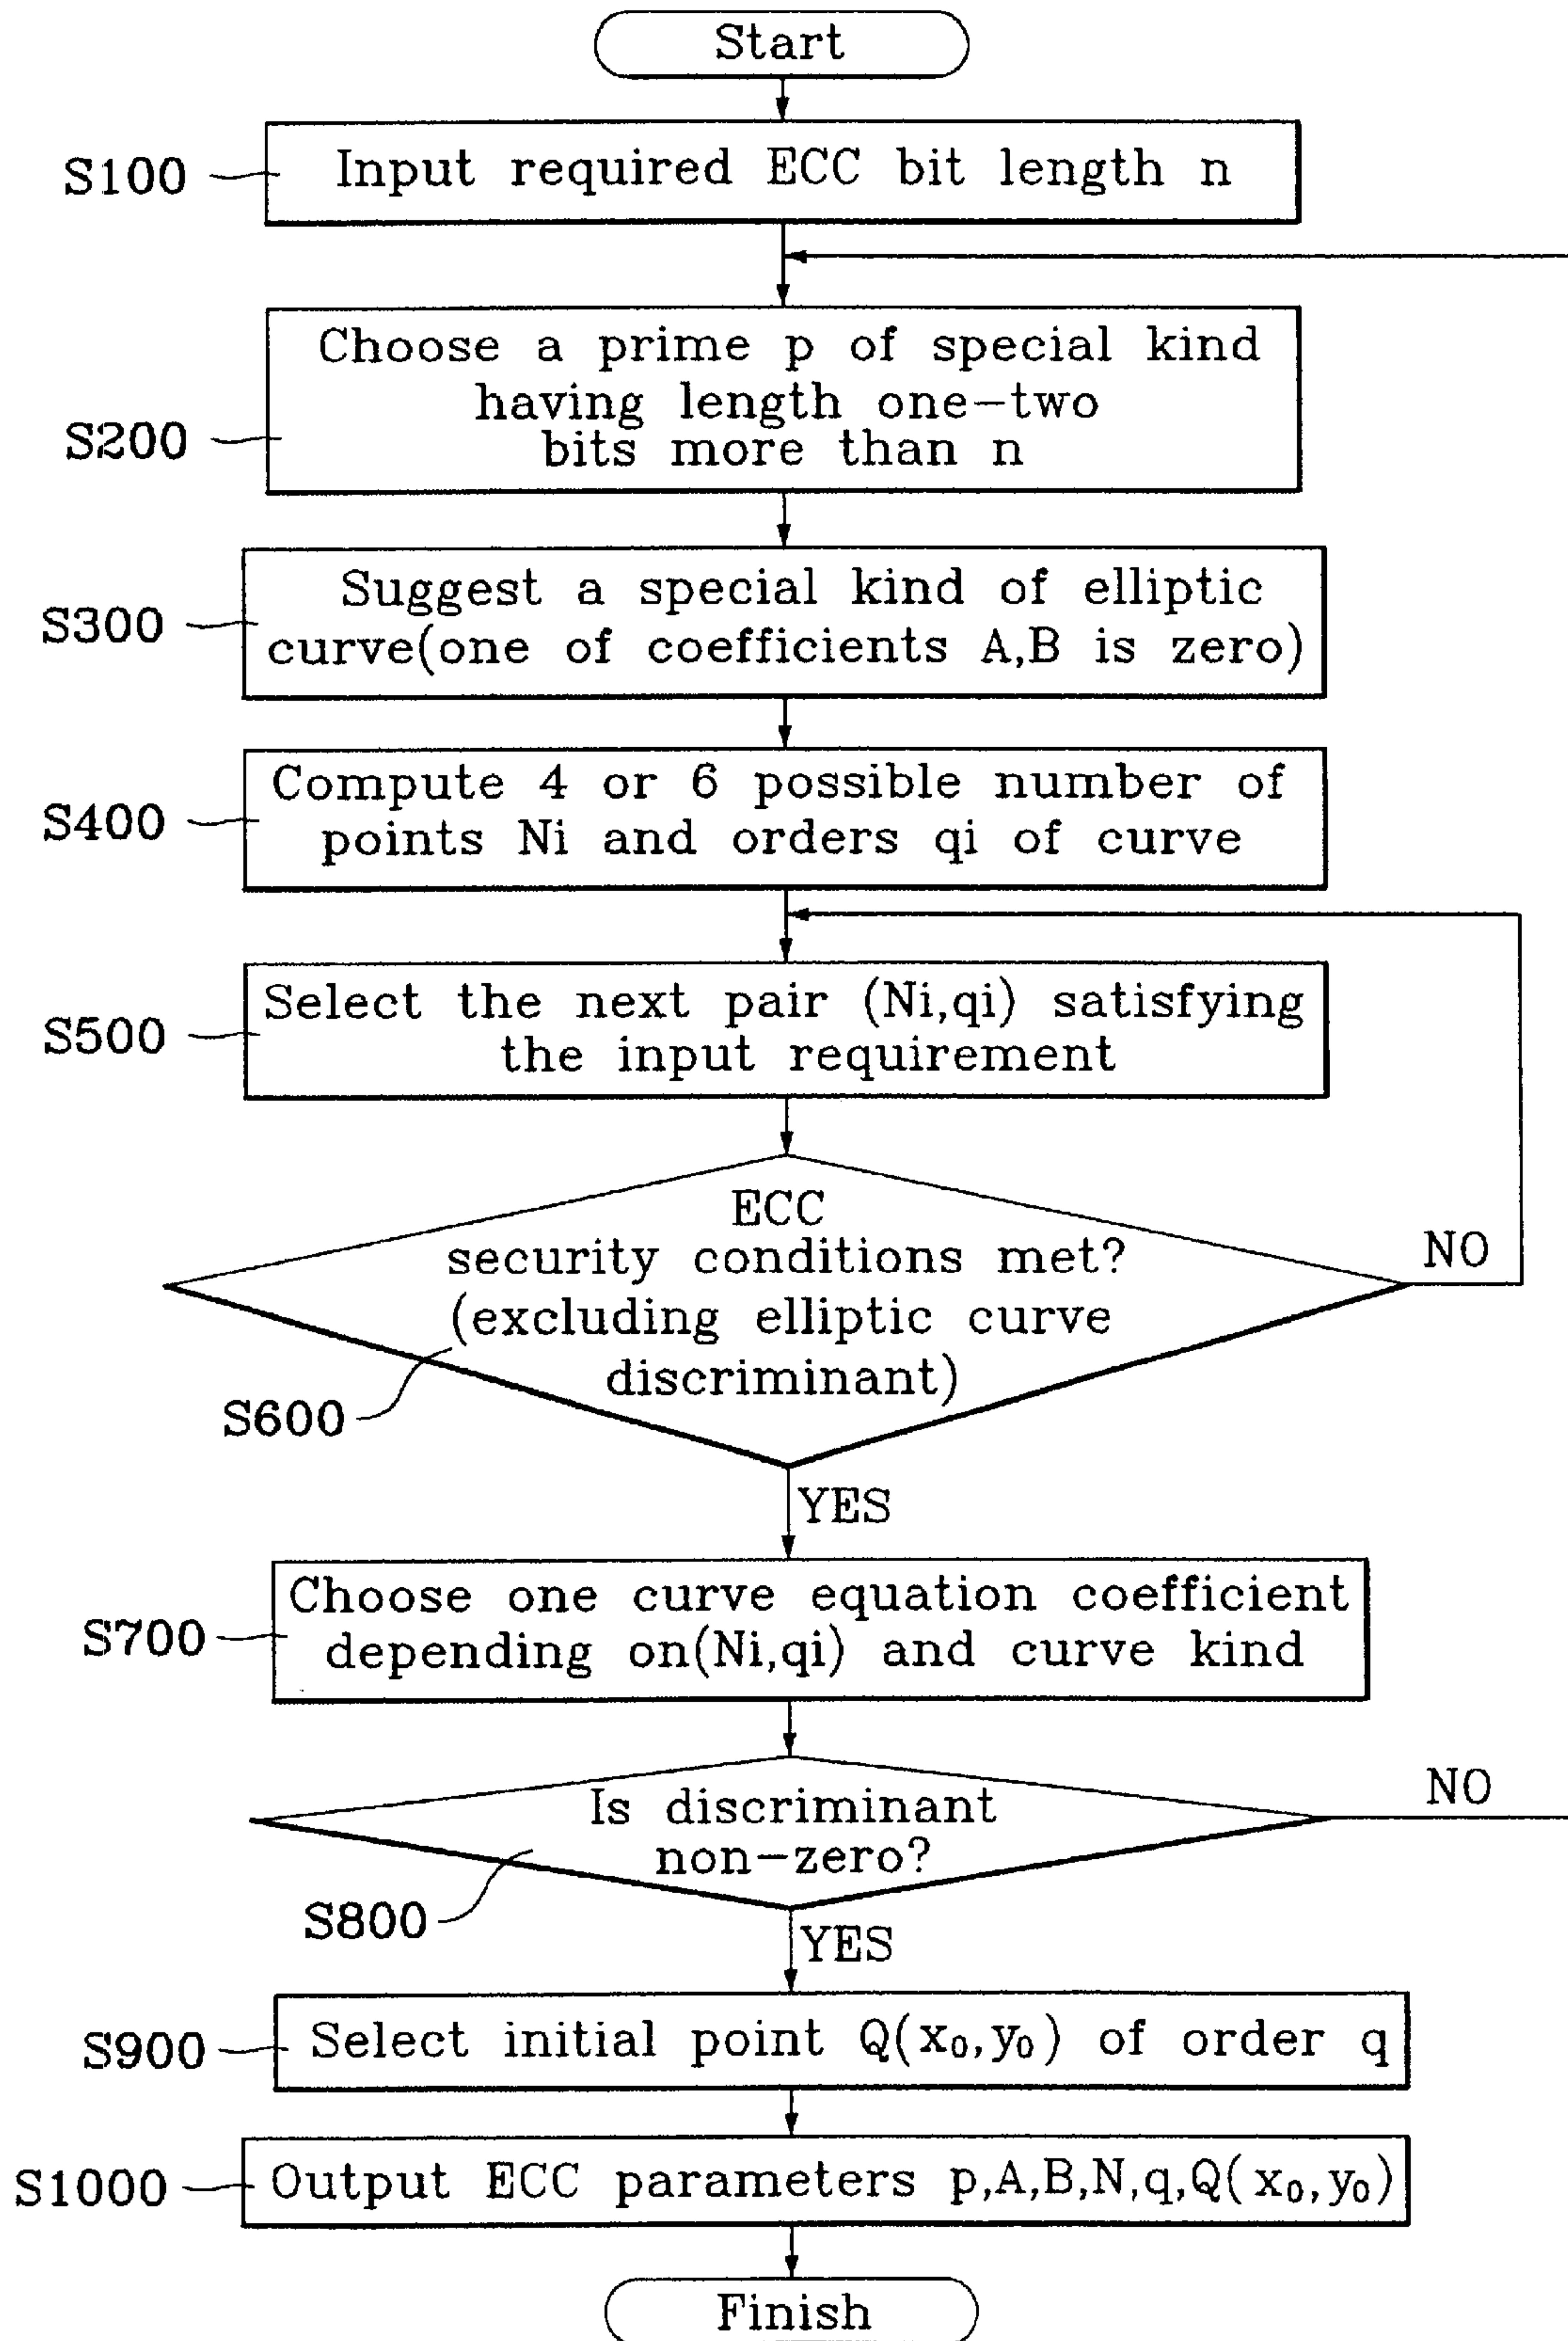 Start
S100
Input required ECC bit length n
S200
Choose a prime p of special kind
having length one-two
bits more than n
S300
Suggest a special kind of elliptic
curve(one of coefficients A,B is zero)
S400
Compute 4 or 6 possible number of
points Ni and orders qi of curve
S500
Select the next pair (Ni,qi) satisfying
the input requirement
ECC
security conditions met?
(excluding elliptic curve
discriminant)
NO
S600
YES
S700
Choose one curve equation coefficient
depending on(Ni,qi) and curve kind
Is discriminant
non-zero?
NO
S800
YES
S900
Select initial point Q(x₀,y₀) of order q
S1000
Output ECC parameters p,A,B,N,q,Q(x₀,y₀)
Finish